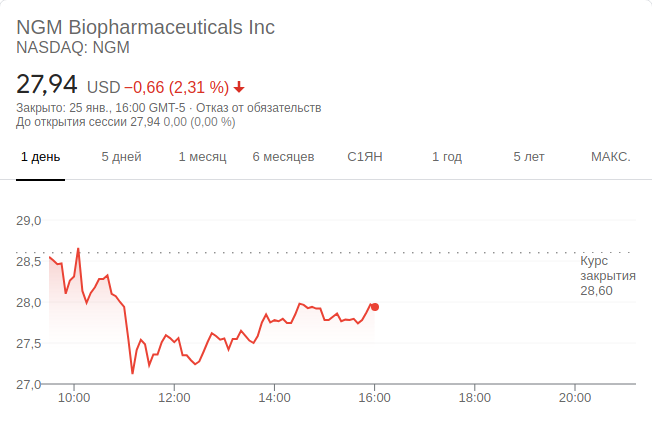 NGM Biopharmaceuticals Inc
NASDAQ: NGM
27,94 USD −0,66 (2,31 %)
Закрыто: 25 янв., 16:00 GMT-5 · Отказ от обязательств
До открытия сессии 27,94 0,00 (0,00 %)
1 день 5 дней 1 месяц 6 месяцев С1ЯН 1 год 5 лет МАКС.
29,0
28,5
28,0
27,5
27,0
Курс
закрытия
28,60
10:00 12:00 14:00 16:00 18:00 20:00